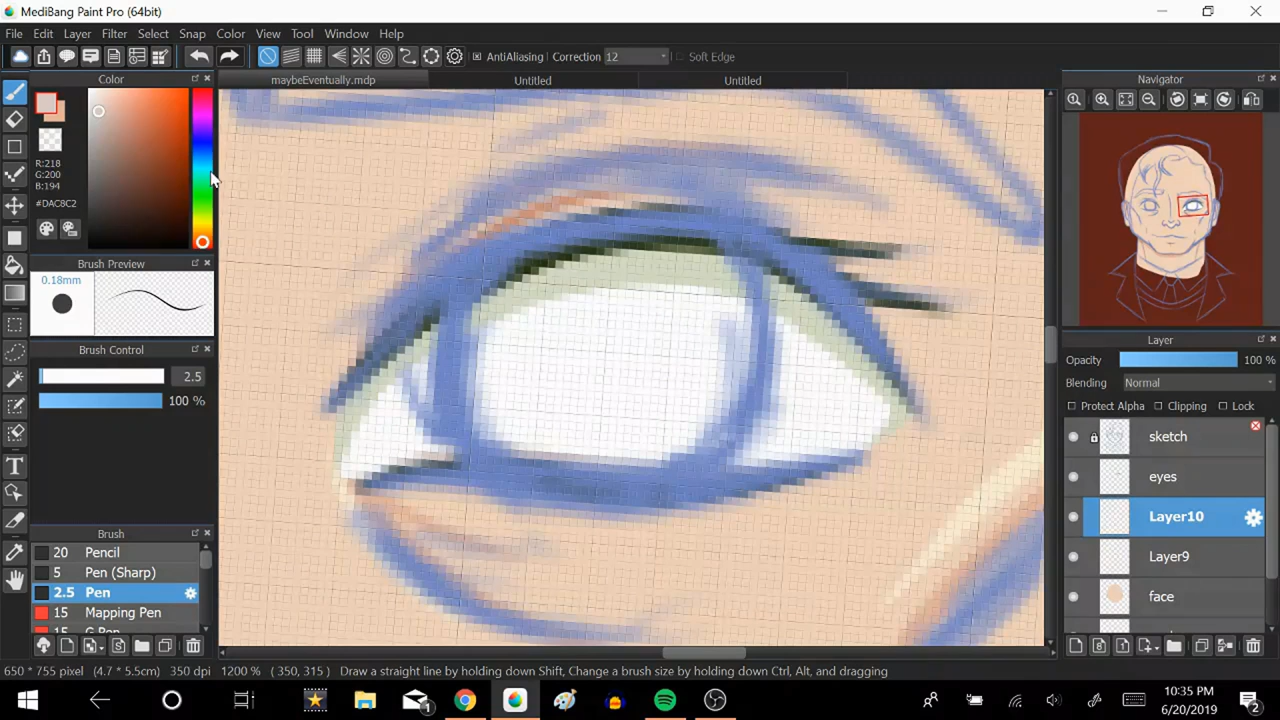 MediBang Paint Pro (64bit)
File Edit Layer Filter Select Snap Color View Tool Window Help
AntiAliasing Correction 12 Soft Edge
Color
maybeEventually.mdp Untitled Untitled
Navigator
R:218
G:200
B:194
#DAC8C2
Brush Preview
0.18mm
Brush Control
2.5
100 %
Layer
Opacity 100 %
Blending Normal
Protect Alpha Clipping Lock
sketch
eyes
Layer10
Layer9
face
Brush
20 Pencil
5 Pen (Sharp)
2.5 Pen
15 Mapping Pen
15 G Pen
650 * 755 pixel (4.7 * 5.5cm) 350 dpi 1200 % ( 350, 315 ) Draw a straight line by holding down Shift, Change a brush size by holding down Ctrl, Alt, and dragging
10:35 PM
6/20/2019